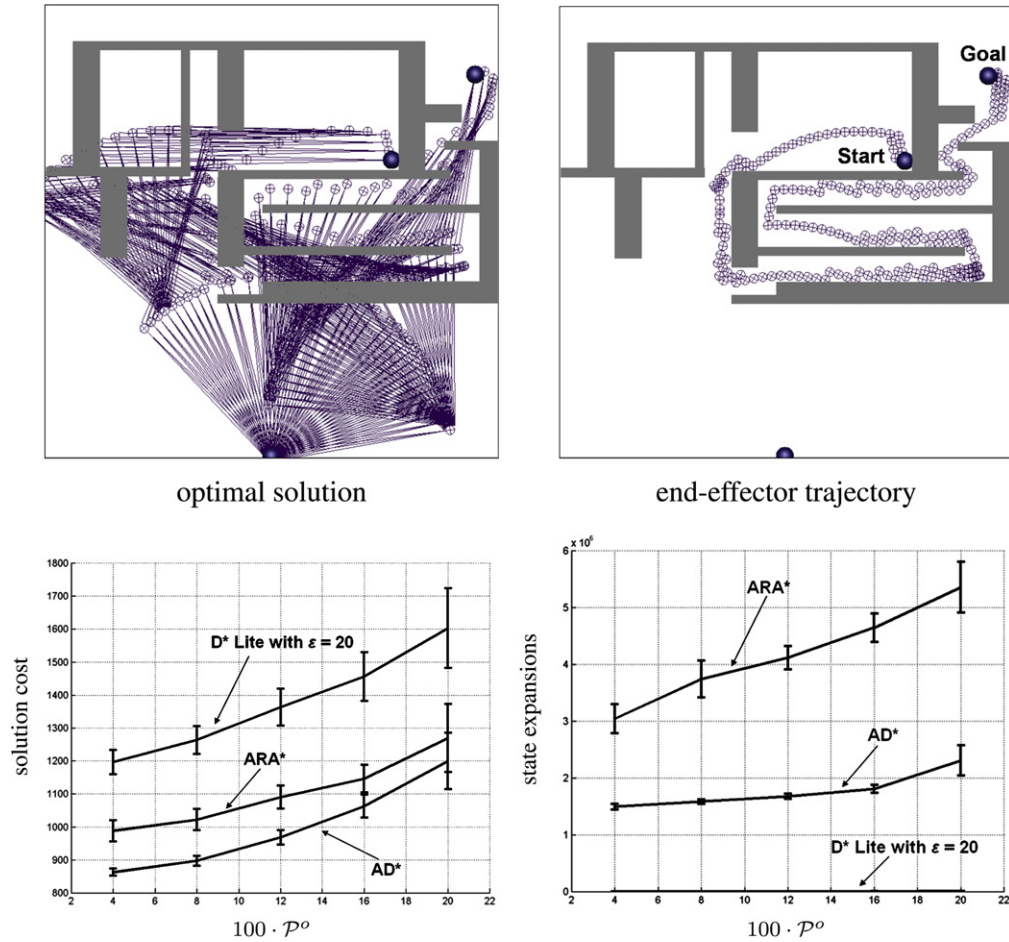 Goal
Start
optimal solution
end-effector trajectory
1800
1700
1600
1500
1400
1300
1200
1100
1000
900
800
solution cost
D* Lite with ε = 20
ARA*
AD*
2 4 6 8 10 12 14 16 18 20 22
100 · 𝒫ᵒ
x 10⁶
6
5
4
3
2
1
0
state expansions
ARA*
AD*
D* Lite with ε = 20
2 4 6 8 10 12 14 16 18 20 22
100 · 𝒫ᵒ